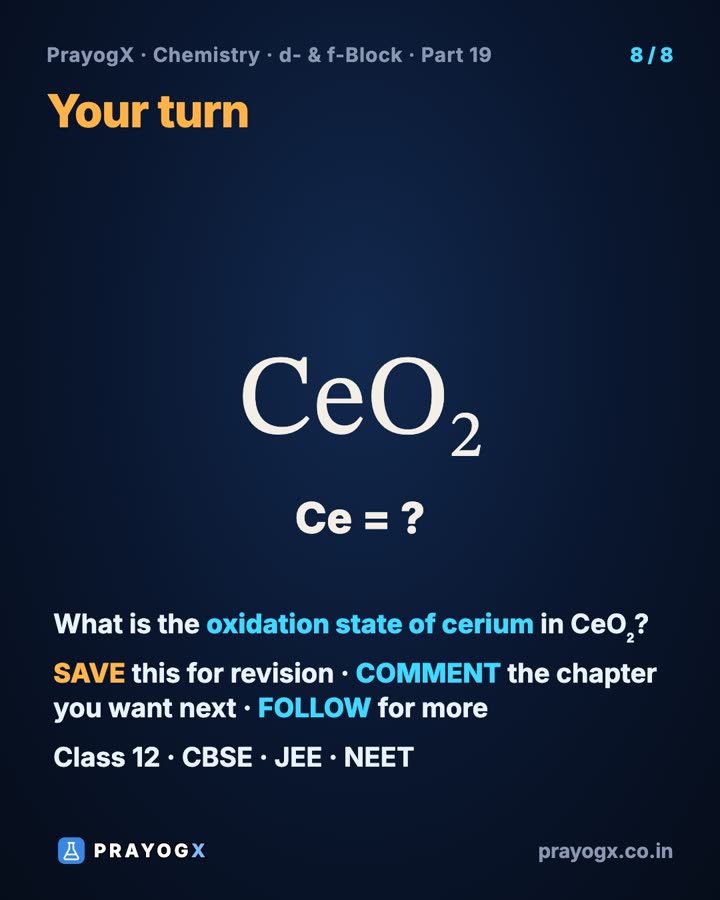 PrayogX · Chemistry · d- & f-Block · Part 19
8 / 8
Your turn
CeO₂
Ce = ?
What is the oxidation state of cerium in CeO₂?
SAVE this for revision · COMMENT the chapter
you want next · FOLLOW for more
Class 12 · CBSE · JEE · NEET
PRAYOGX
prayogx.co.in